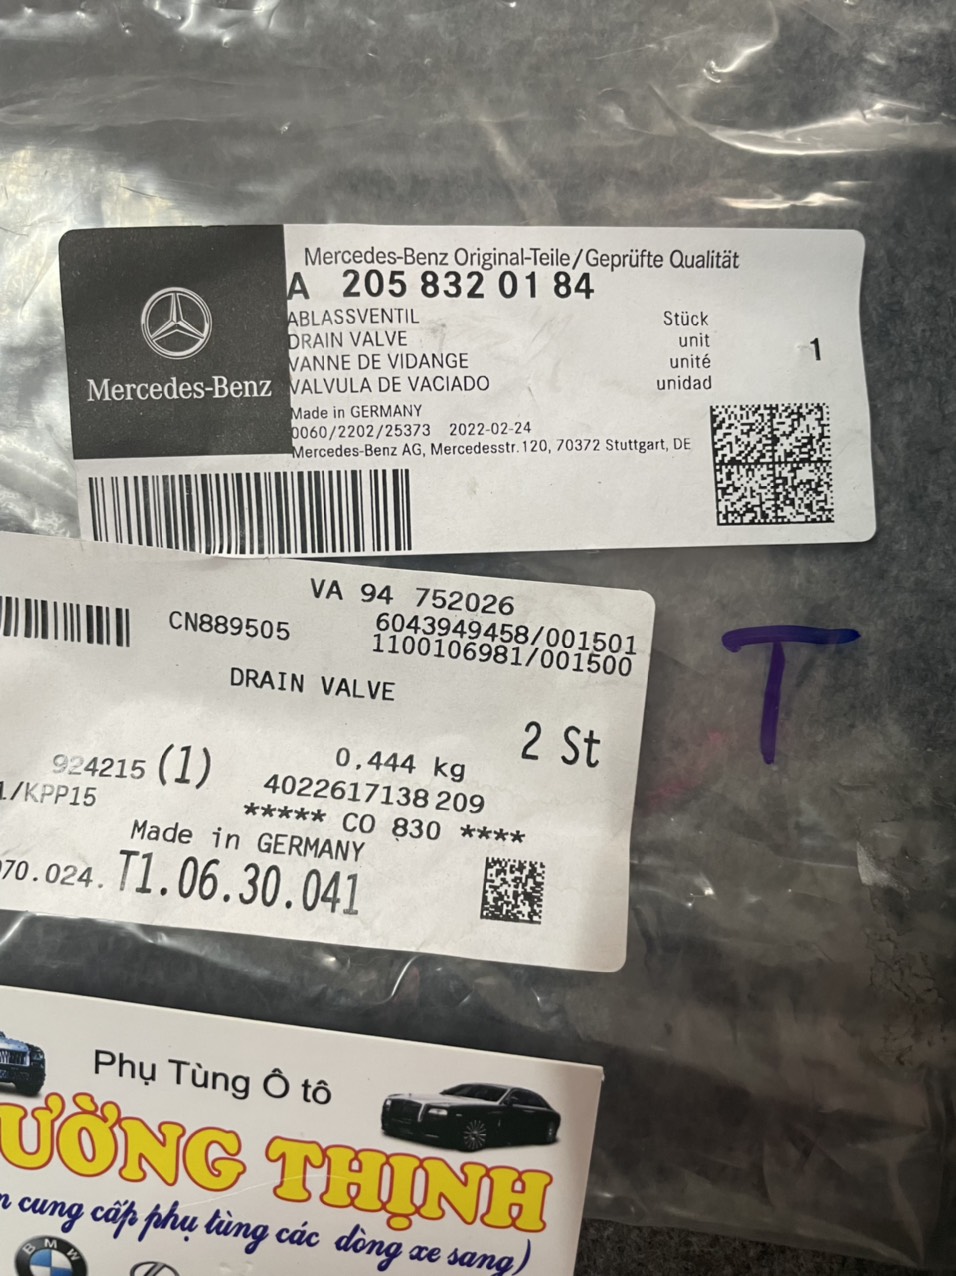 Mercedes-Benz Original-Teile/Geprüfte Qualität
A 205 832 01 84
ABLASSVENTIL Stück
DRAIN VALVE unit
VANNE DE VIDANGE unité 1
VALVULA DE VACIADO unidad
Mercedes-Benz
Made in GERMANY
0060/2202/25373 2022-02-24
Mercedes-Benz AG, Mercedesstr. 120, 70372 Stuttgart, DE
VA 94 752026
CN889505 6043949458/001501
1100106981/001500
DRAIN VALVE
2 St
924215 (1) 0,444 kg
1/KPP15 4022617138209
***** CO 830 ****
Made in GERMANY
070.024. T1.06.30.041
T
Phụ Tùng Ô tô
ƯỜNG THỊNH
cung cấp phụ tùng các dòng xe sang)
BMW